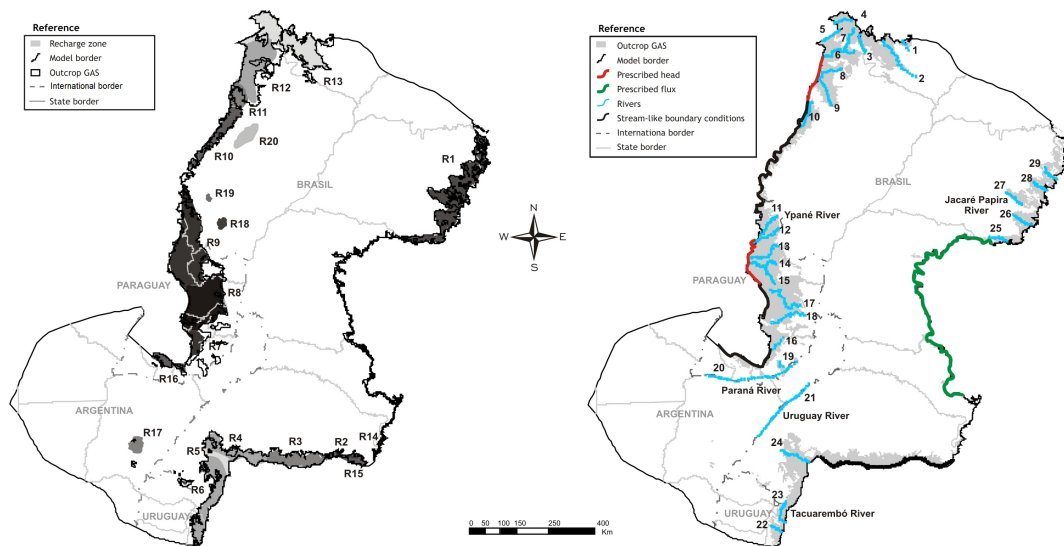 Reference
Recharge zone
Model border
Outcrop GAS
International border
State border
R13
R12
R11
R20
R10
R1
BRASIL
R19
R18
R9
PARAGUAY
R8
R7
R16
ARGENTINA
R17
R5
R4
R3
R2
R14
R15
R6
URUGUAY
N
W
E
S
0 50 100 150 250 400
Km
Reference
Outcrop GAS
Model border
Prescribed head
Prescribed flux
Rivers
Stream-like boundary conditions
Internationa border
State border
4
5
7
1
6
3
8
2
9
10
29
28
BRASIL
27
Jacaré Papira
River
26
25
11
Ypané River
12
13
14
PARAGUAY
15
17
18
16
19
20
Paraná River
21
ARGENTINA
Uruguay River
24
23
URUGUAY
Tacuarembó River
22